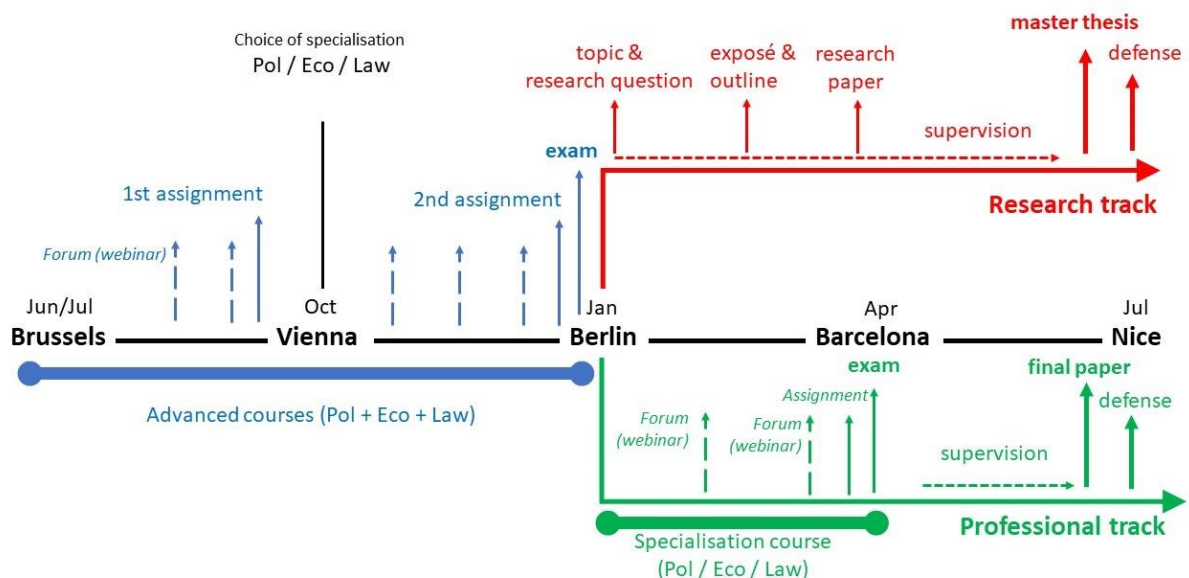 Choice of specialisation
Pol / Eco / Law
topic &
research question
exposé &
outline
research
paper
supervision
master thesis
defense
Research track
1st assignment
Forum (webinar)
2nd assignment
exam
Jun/Jul
Brussels
Oct
Vienna
Jan
Berlin
Apr
Barcelona
Jul
Nice
Advanced courses (Pol + Eco + Law)
Forum
(webinar)
Forum
(webinar)
Assignment
exam
supervision
final paper
defense
Professional track
Specialisation course
(Pol / Eco / Law)